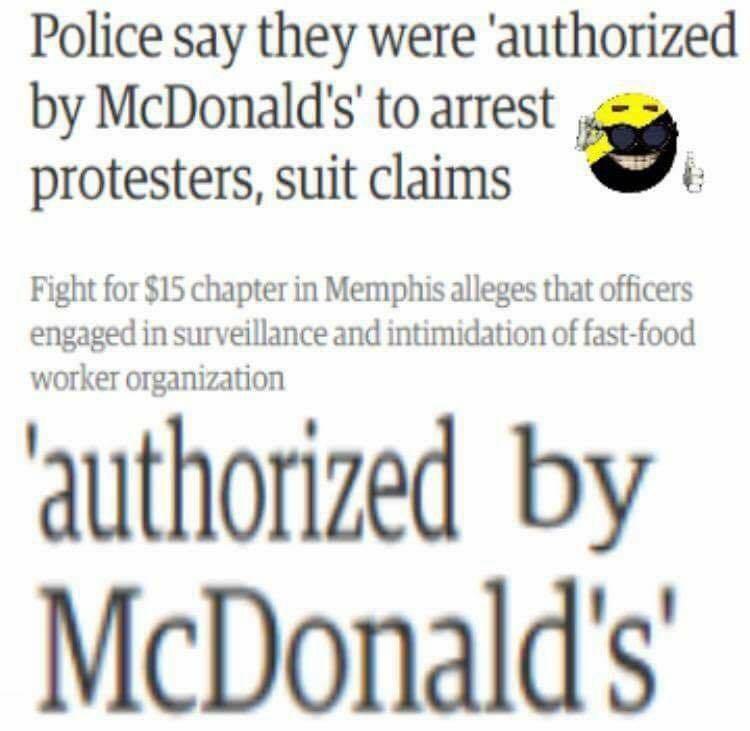 Police say they were 'authorized
by McDonald's' to arrest
protesters, suit claims
Fight for $15 chapter in Memphis alleges that officers
engaged in surveillance and intimidation of fast-food
worker organization
'authorized by
McDonald's'